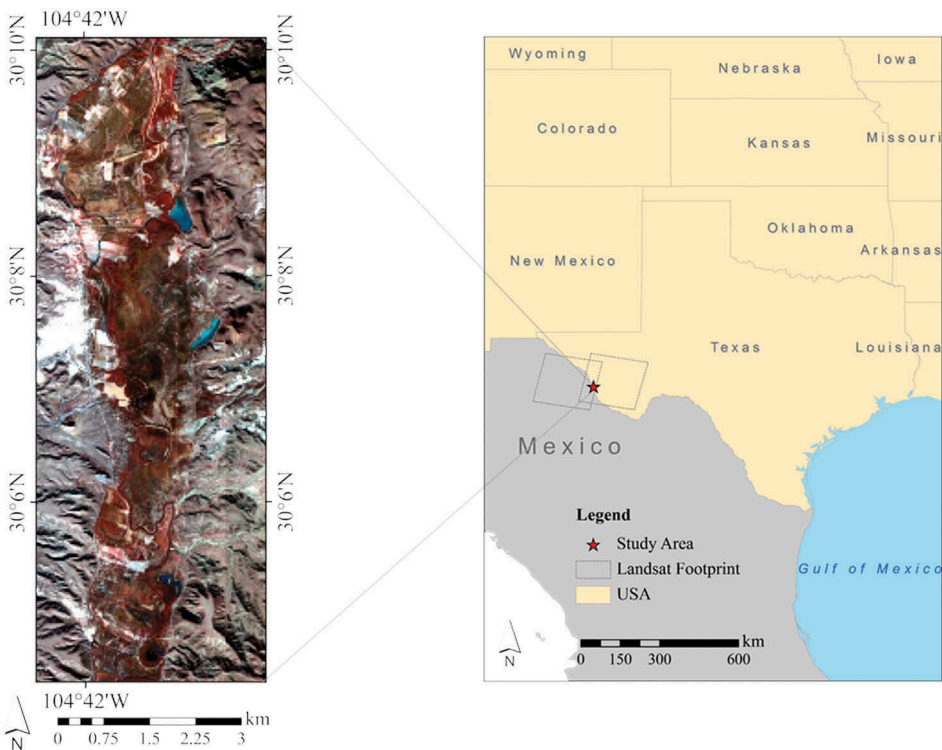 104°42'W
30°10'N
30°10'N
30°8'N
30°8'N
30°6'N
30°6'N
104°42'W
N
km
0 0.75 1.5 2.25 3
Wyoming
Nebraska
Iowa
Colorado
Kansas
Missouri
Oklahoma
New Mexico
Arkansas
Texas
Louisiana
Mexico
Legend
Study Area
Landsat Footprint
USA
Gulf of Mexico
N
km
0 150 300 600